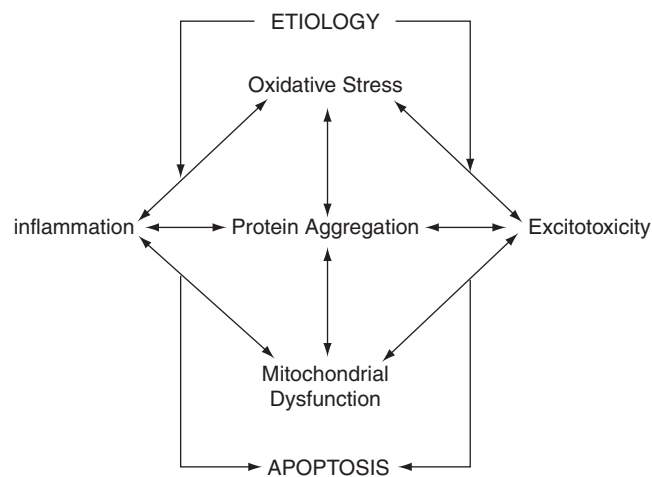 ETIOLOGY
Oxidative Stress
inflammation
Protein Aggregation
Excitotoxicity
Mitochondrial
Dysfunction
APOPTOSIS